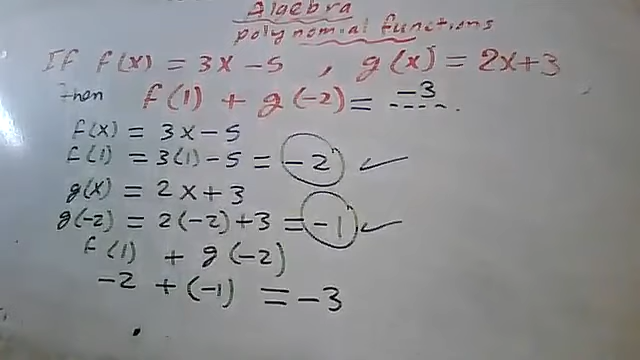 Algebra
polynomial functions
If f(x) = 3x - 5 , g(x) = 2x + 3
then f(1) + g(-2) = -3 .
f(x) = 3x - 5
f(1) = 3(1) - 5 = -2 ✓
g(x) = 2x + 3
g(-2) = 2(-2) + 3 = -1 ✓
f(1) + g(-2)
-2 + (-1) = -3